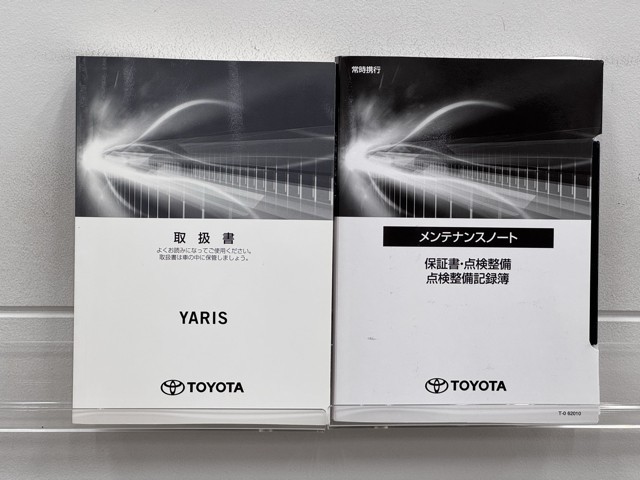 取扱書
よくお読みになってご使用ください。
取扱書は車の中に保管しましょう。
YARIS
TOYOTA
常時携行
メンテナンスノート
保証書・点検整備
点検整備記録簿
TOYOTA
T-0 82010